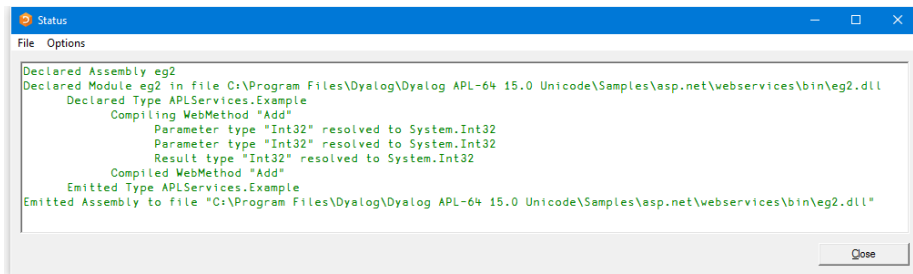 Status
File Options
Declared Assembly eg2
Declared Module eg2 in file C:\Program Files\Dyalog\Dyalog APL-64 15.0 Unicode\Samples\asp.net\webservices\bin\eg2.dll
Declared Type APLServices.Example
Compiling WebMethod "Add"
Parameter type "Int32" resolved to System.Int32
Parameter type "Int32" resolved to System.Int32
Result type "Int32" resolved to System.Int32
Compiled WebMethod "Add"
Emitted Type APLServices.Example
Emitted Assembly to file "C:\Program Files\Dyalog\Dyalog APL-64 15.0 Unicode\Samples\asp.net\webservices\bin\eg2.dll"
Close